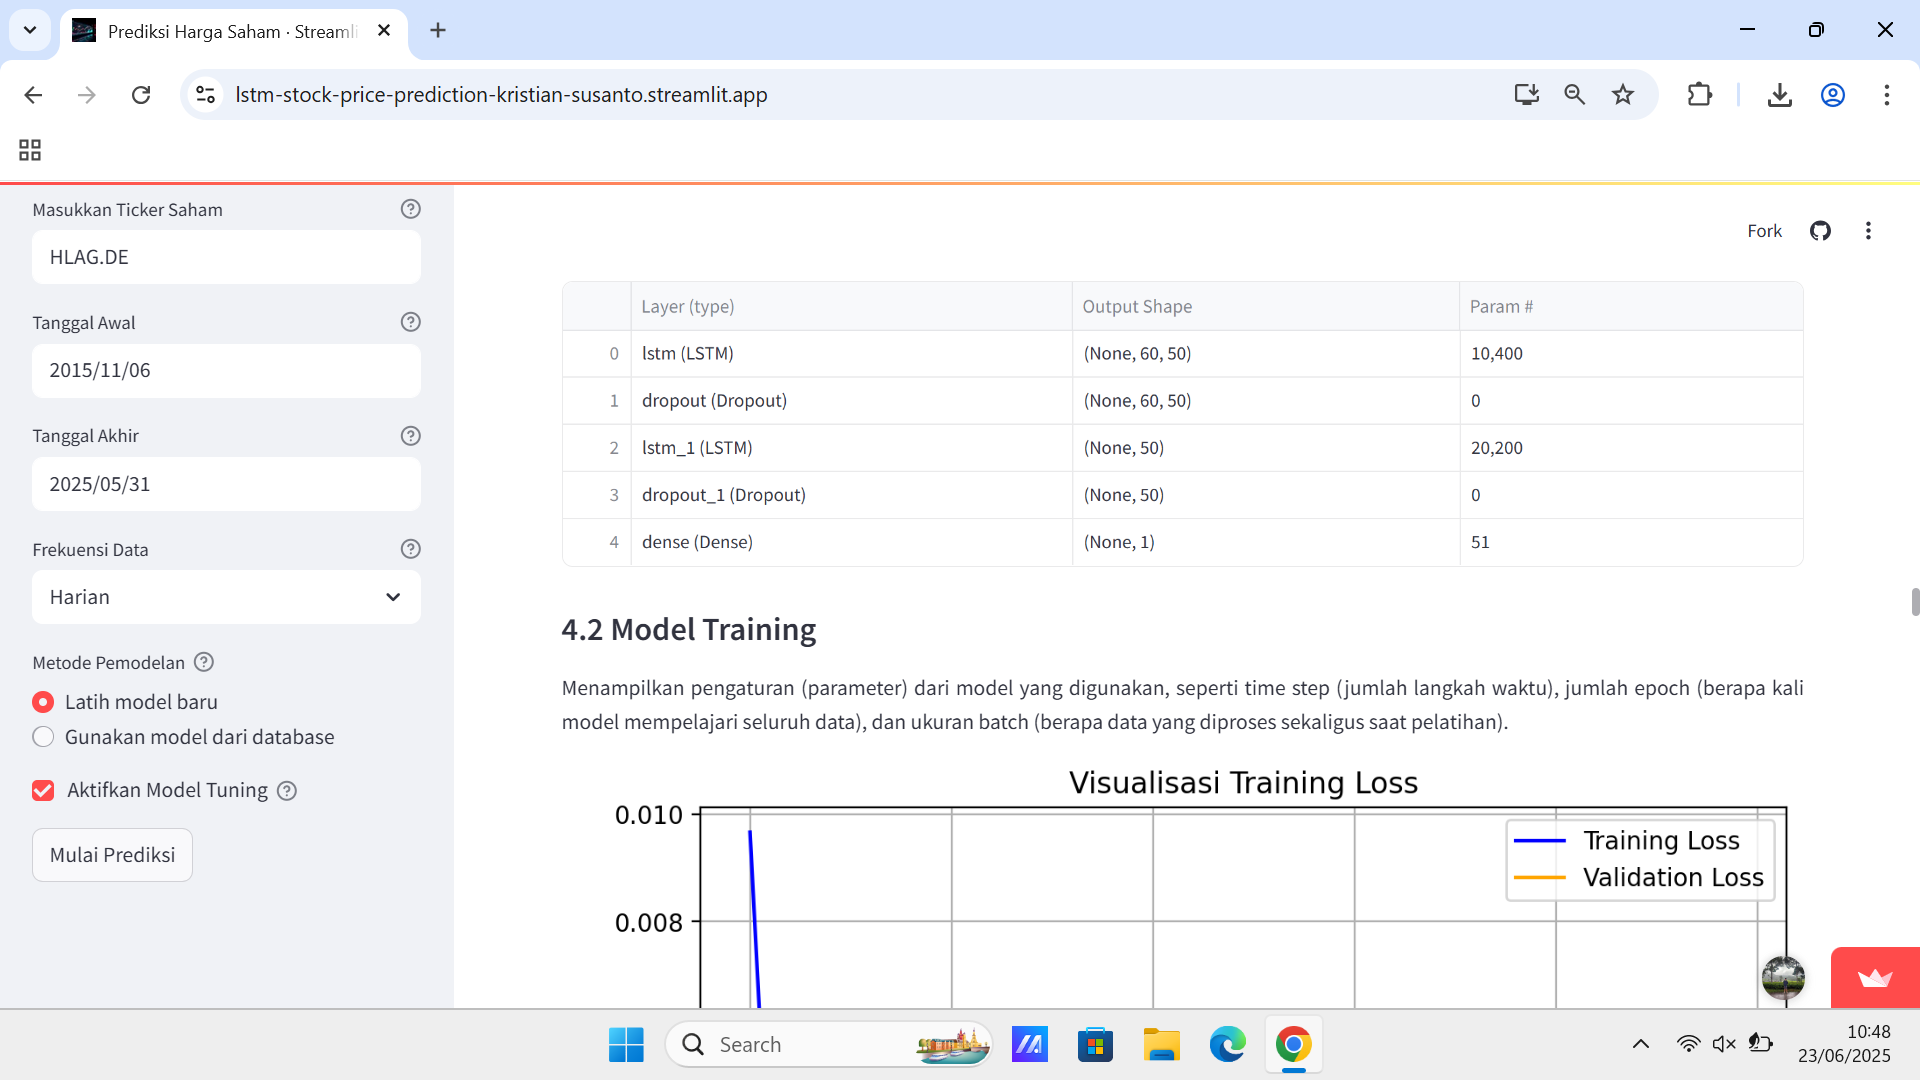 Prediksi Harga Saham · Streamli
lstm-stock-price-prediction-kristian-susanto.streamlit.app
Masukkan Ticker Saham
HLAG.DE
Tanggal Awal
2015/11/06
Tanggal Akhir
2025/05/31
Frekuensi Data
Harian
Metode Pemodelan
Latih model baru
Gunakan model dari database
Aktifkan Model Tuning
Mulai Prediksi
Fork
Layer (type) Output Shape Param #
0 lstm (LSTM) (None, 60, 50) 10,400
1 dropout (Dropout) (None, 60, 50) 0
2 lstm_1 (LSTM) (None, 50) 20,200
3 dropout_1 (Dropout) (None, 50) 0
4 dense (Dense) (None, 1) 51
4.2 Model Training
Menampilkan pengaturan (parameter) dari model yang digunakan, seperti time step (jumlah langkah waktu), jumlah epoch (berapa kali
model mempelajari seluruh data), dan ukuran batch (berapa data yang diproses sekaligus saat pelatihan).
Visualisasi Training Loss
0.010
Training Loss
Validation Loss
0.008
Search
10:48
23/06/2025